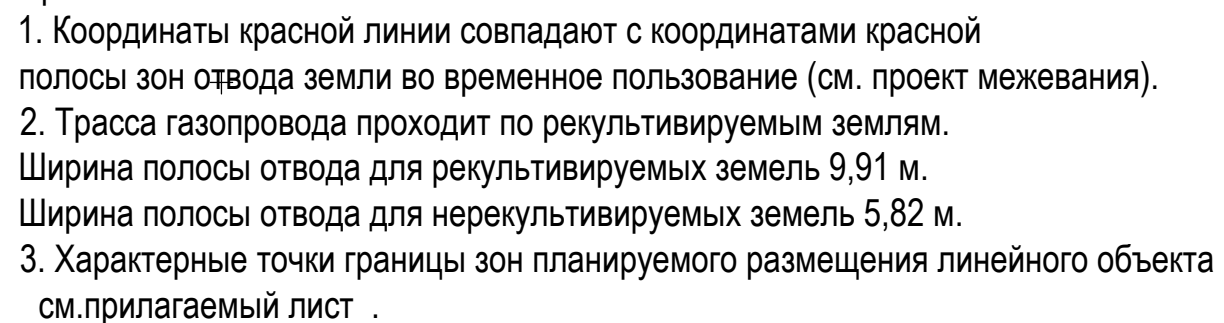 1. Координаты красной линии совпадают с координатами красной
полосы зон отвода земли во временное пользование (см. проект межевания).
2. Трасса газопровода проходит по рекультивируемым землям.
Ширина полосы отвода для рекультивируемых земель 9,91 м.
Ширина полосы отвода для нерекультивируемых земель 5,82 м.
3. Характерные точки границы зон планируемого размещения линейного объекта
см.прилагаемый лист .